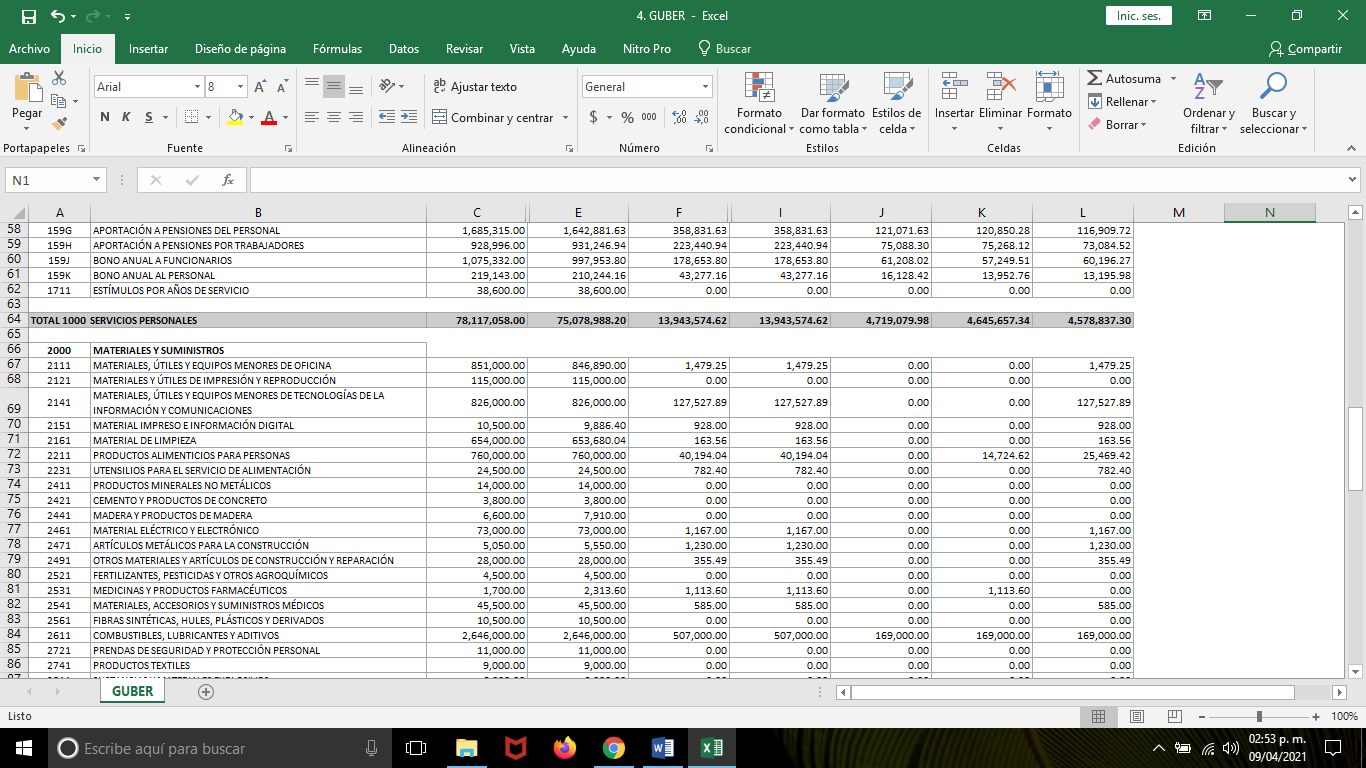 4. GUBER - Excel
Inic. ses.
Archivo Inicio Insertar Diseño de página Fórmulas Datos Revisar Vista Ayuda Nitro Pro Buscar Compartir
Pegar
Arial 8 A A
N K S A
Ajustar texto
Combinar y centrar
General
$ % 000
Formato condicional
Dar formato como tabla
Estilos de celda
Insertar Eliminar Formato
Autosuma
Rellenar
Borrar
Ordenar y filtrar
Buscar y seleccionar
Portapapeles Fuente Alineación Número Estilos Celdas Edición
N1 fx
A B C E F I J K L M N
58 159G APORTACIÓN A PENSIONES DEL PERSONAL 1,685,315.00 1,642,881.63 358,831.63 358,831.63 121,071.63 120,850.28 116,909.72
59 159H APORTACIÓN A PENSIONES POR TRABAJADORES 928,996.00 931,246.94 223,440.94 223,440.94 75,088.30 75,268.12 73,084.52
60 159J BONO ANUAL A FUNCIONARIOS 1,075,332.00 997,953.80 178,653.80 178,653.80 61,208.02 57,249.51 60,196.27
61 159K BONO ANUAL AL PERSONAL 219,143.00 210,244.16 43,277.16 43,277.16 16,128.42 13,952.76 13,195.98
62 1711 ESTÍMULOS POR AÑOS DE SERVICIO 38,600.00 38,600.00 0.00 0.00 0.00 0.00 0.00
63
64 TOTAL 1000 SERVICIOS PERSONALES 78,117,058.00 75,078,988.20 13,943,574.62 13,943,574.62 4,719,079.98 4,645,657.34 4,578,837.30
65
66 2000 MATERIALES Y SUMINISTROS
67 2111 MATERIALES, ÚTILES Y EQUIPOS MENORES DE OFICINA 851,000.00 846,890.00 1,479.25 1,479.25 0.00 0.00 1,479.25
68 2121 MATERIALES Y ÚTILES DE IMPRESIÓN Y REPRODUCCIÓN 115,000.00 115,000.00 0.00 0.00 0.00 0.00 0.00
69 2141 MATERIALES, ÚTILES Y EQUIPOS MENORES DE TECNOLOGÍAS DE LA
INFORMACIÓN Y COMUNICACIONES 826,000.00 826,000.00 127,527.89 127,527.89 0.00 0.00 127,527.89
70 2151 MATERIAL IMPRESO E INFORMACIÓN DIGITAL 10,500.00 9,886.40 928.00 928.00 0.00 0.00 928.00
71 2161 MATERIAL DE LIMPIEZA 654,000.00 653,680.04 163.56 163.56 0.00 0.00 163.56
72 2211 PRODUCTOS ALIMENTICIOS PARA PERSONAS 760,000.00 760,000.00 40,194.04 40,194.04 0.00 14,724.62 25,469.42
73 2231 UTENSILIOS PARA EL SERVICIO DE ALIMENTACIÓN 24,500.00 24,500.00 782.40 782.40 0.00 0.00 782.40
74 2411 PRODUCTOS MINERALES NO METÁLICOS 14,000.00 14,000.00 0.00 0.00 0.00 0.00 0.00
75 2421 CEMENTO Y PRODUCTOS DE CONCRETO 3,800.00 3,800.00 0.00 0.00 0.00 0.00 0.00
76 2441 MADERA Y PRODUCTOS DE MADERA 6,600.00 7,910.00 0.00 0.00 0.00 0.00 0.00
77 2461 MATERIAL ELÉCTRICO Y ELECTRÓNICO 73,000.00 73,000.00 1,167.00 1,167.00 0.00 0.00 1,167.00
78 2471 ARTÍCULOS METÁLICOS PARA LA CONSTRUCCIÓN 5,050.00 5,550.00 1,230.00 1,230.00 0.00 0.00 1,230.00
79 2491 OTROS MATERIALES Y ARTÍCULOS DE CONSTRUCCIÓN Y REPARACIÓN 28,000.00 28,000.00 355.49 355.49 0.00 0.00 355.49
80 2521 FERTILIZANTES, PESTICIDAS Y OTROS AGROQUÍMICOS 4,500.00 4,500.00 0.00 0.00 0.00 0.00 0.00
81 2531 MEDICINAS Y PRODUCTOS FARMACÉUTICOS 1,700.00 2,313.60 1,113.60 1,113.60 0.00 1,113.60 0.00
82 2541 MATERIALES, ACCESORIOS Y SUMINISTROS MÉDICOS 45,500.00 45,500.00 585.00 585.00 0.00 0.00 585.00
83 2561 FIBRAS SINTÉTICAS, HULES, PLÁSTICOS Y DERIVADOS 10,500.00 10,500.00 0.00 0.00 0.00 0.00 0.00
84 2611 COMBUSTIBLES, LUBRICANTES Y ADITIVOS 2,646,000.00 2,646,000.00 507,000.00 507,000.00 169,000.00 169,000.00 169,000.00
85 2721 PRENDAS DE SEGURIDAD Y PROTECCIÓN PERSONAL 11,000.00 11,000.00 0.00 0.00 0.00 0.00 0.00
86 2741 PRODUCTOS TEXTILES 9,000.00 9,000.00 0.00 0.00 0.00 0.00 0.00
GUBER
Listo 100%
Escribe aquí para buscar
02:53 p. m.
09/04/2021